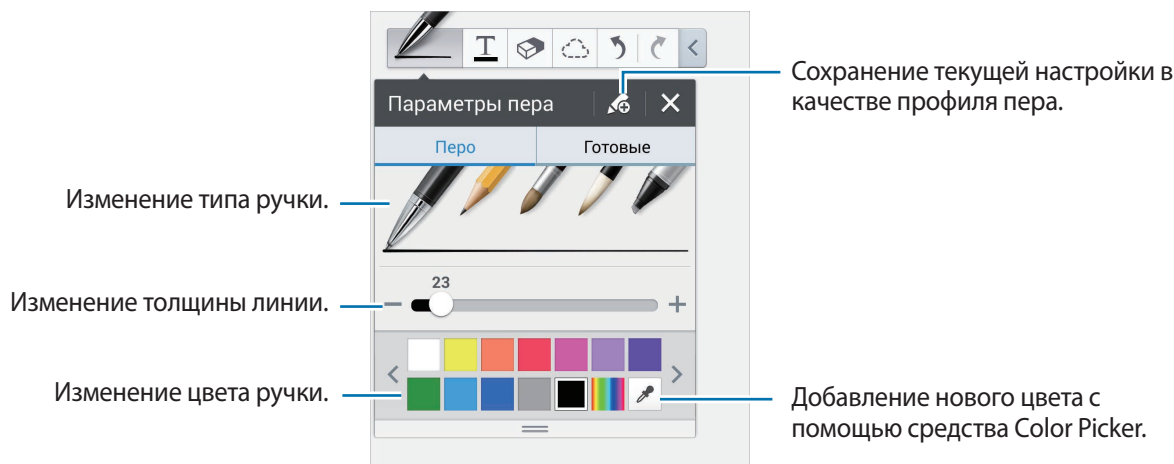 T
Параметры пера
Сохранение текущей настройки в
качестве профиля пера.
Перо
Готовые
Изменение типа ручки.
23
Изменение толщины линии.
Изменение цвета ручки.
Добавление нового цвета с
помощью средства Color Picker.